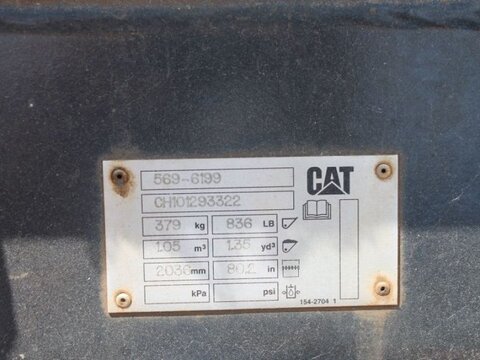 569-6199
CAT
CH101293322
379 kg 836 LB
1.05 m³ 1.35 yd³
2036 mm 80.2 in
kPa psi
154-2704 1